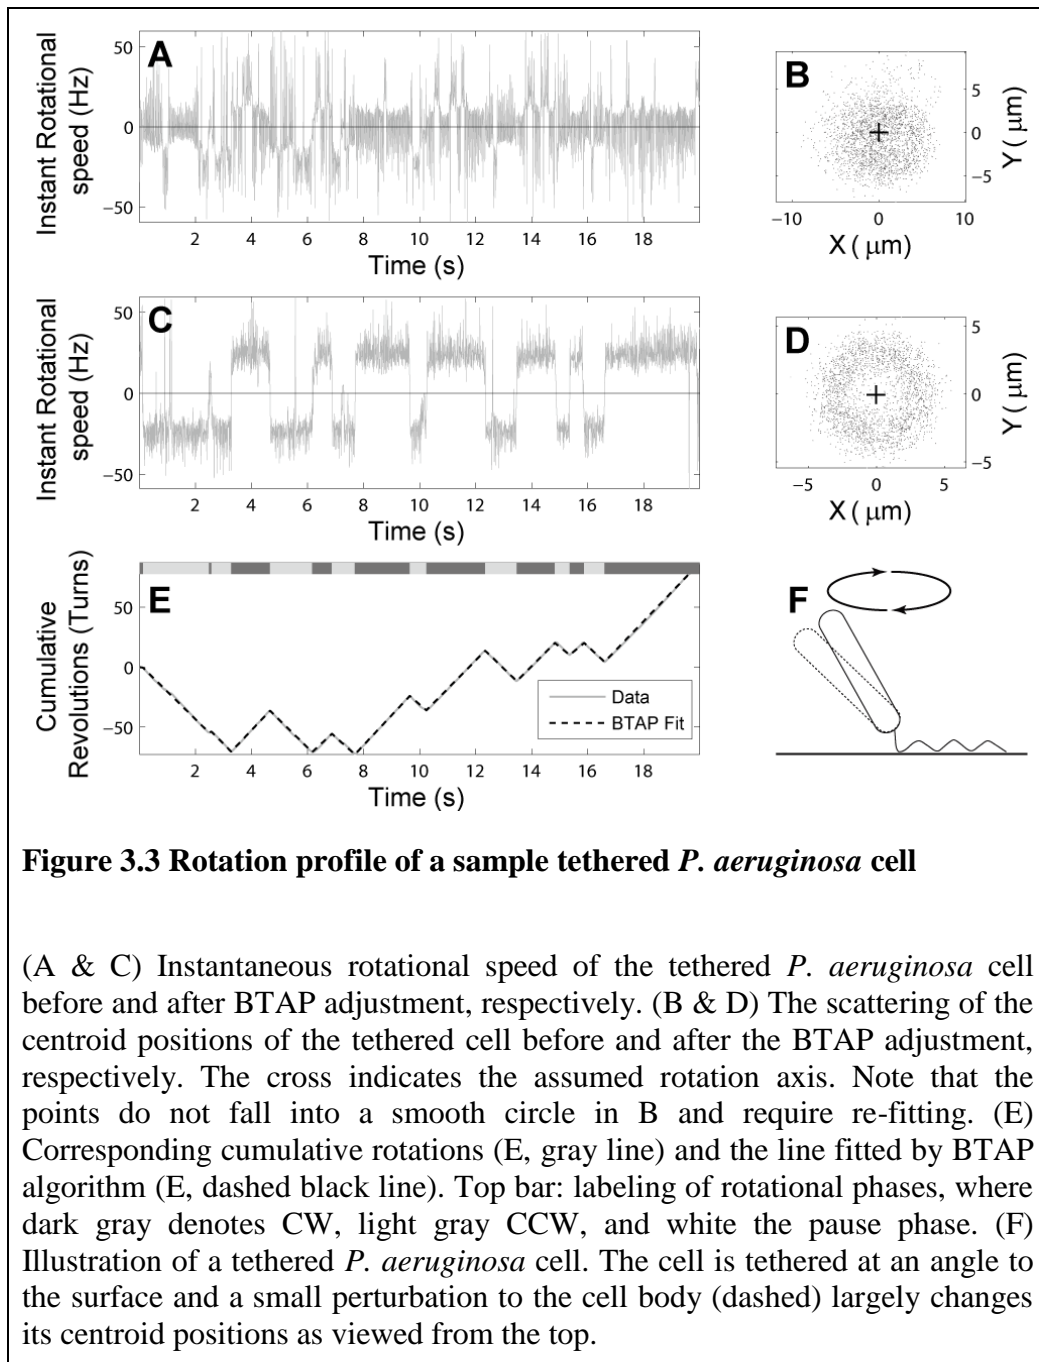 A
Instant Rotational
speed (Hz)
50
0
−50
2 4 6 8 10 12 14 16 18
Time (s)
B
0
−5
Y ( μm)
−10 0 10
X ( μm)
C
Instant Rotational
speed (Hz)
50
0
−50
2 4 6 8 10 12 14 16 18
Time (s)
D
5
0
−5
Y ( μm)
−5 0 5
X ( μm)
E
Cumulative
Revolutions (Turns)
50
0
−50
Data
BTAP Fit
2 4 6 8 10 12 14 16 18
Time (s)
F
Figure 3.3 Rotation profile of a sample tethered P. aeruginosa cell
(A & C) Instantaneous rotational speed of the tethered P. aeruginosa cell
before and after BTAP adjustment, respectively. (B & D) The scattering of the
centroid positions of the tethered cell before and after the BTAP adjustment,
respectively. The cross indicates the assumed rotation axis. Note that the
points do not fall into a smooth circle in B and require re-fitting. (E)
Corresponding cumulative rotations (E, gray line) and the line fitted by BTAP
algorithm (E, dashed black line). Top bar: labeling of rotational phases, where
dark gray denotes CW, light gray CCW, and white the pause phase. (F)
Illustration of a tethered P. aeruginosa cell. The cell is tethered at an angle to
the surface and a small perturbation to the cell body (dashed) largely changes
its centroid positions as viewed from the top.